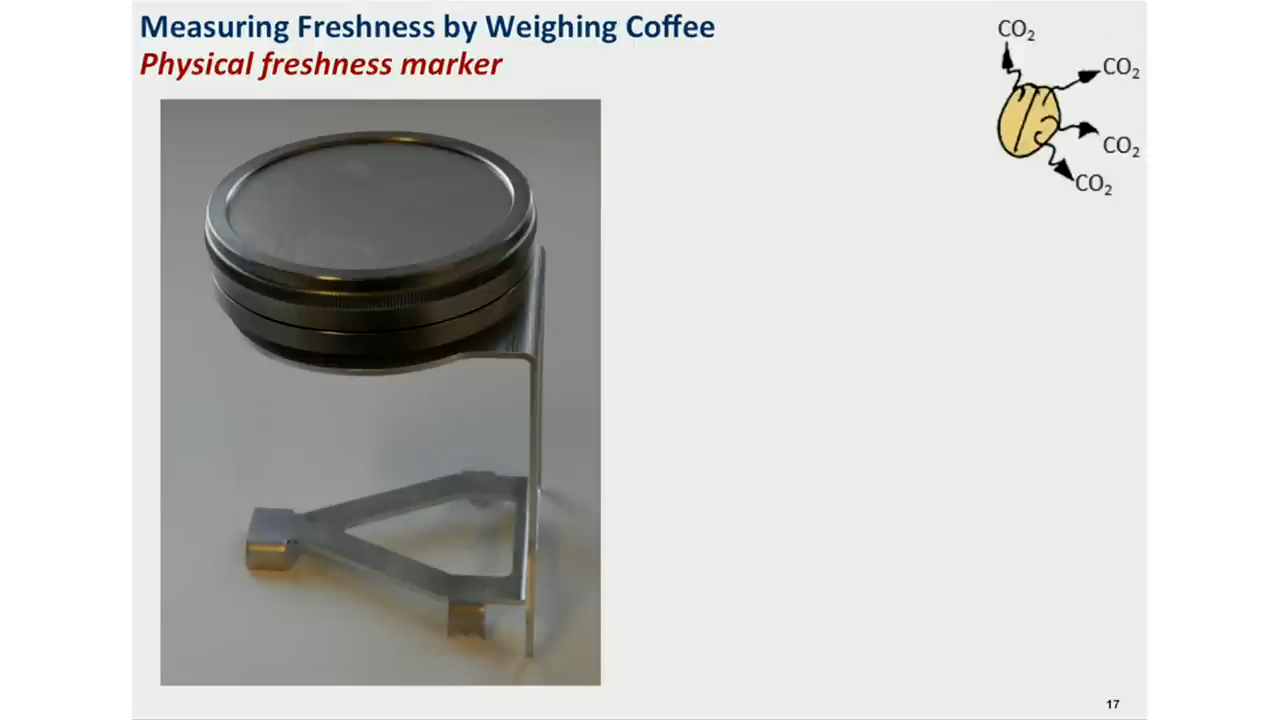 Measuring Freshness by Weighing Coffee
Physical freshness marker
CO₂
CO₂
CO₂
CO₂
17